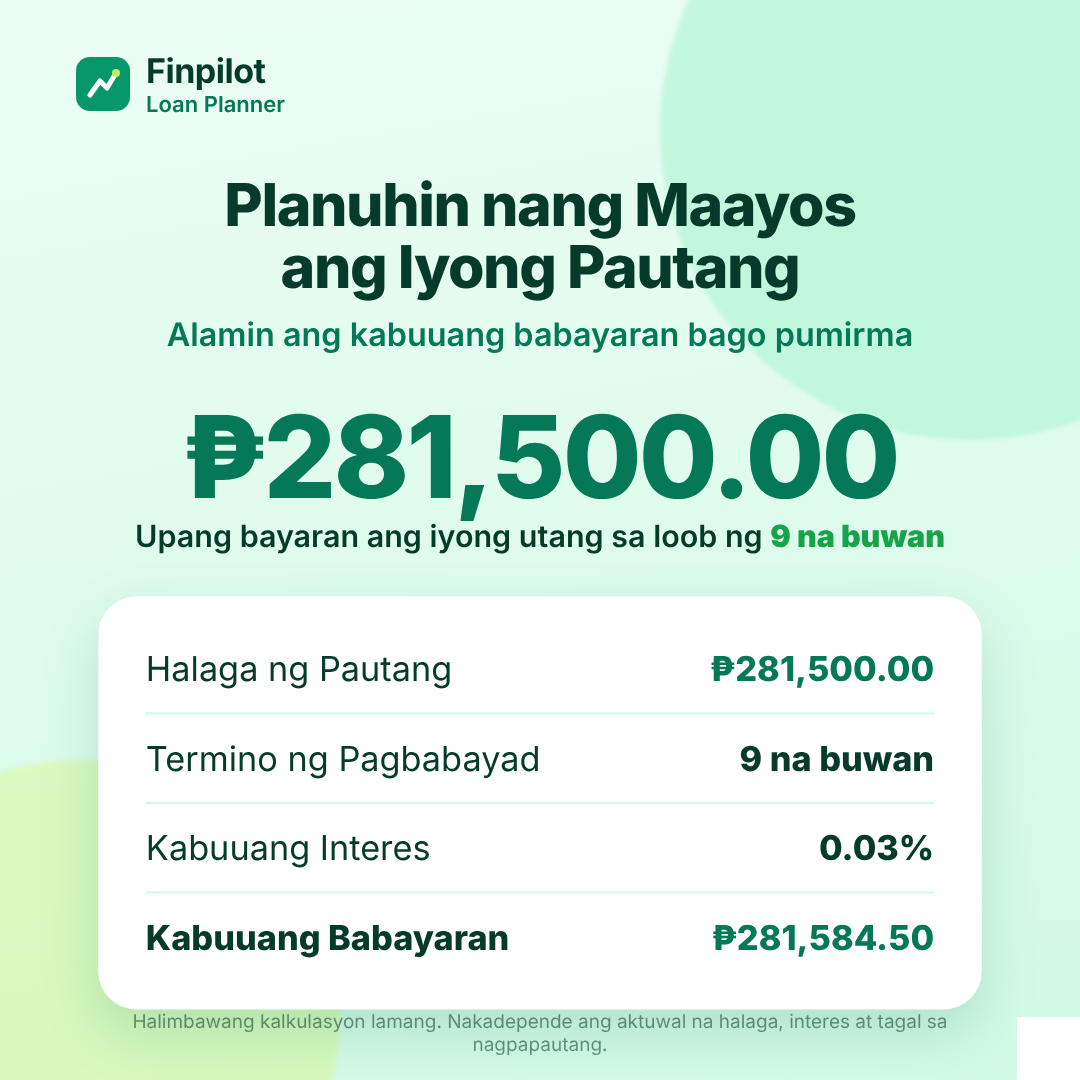 Finpilot
Loan Planner
Planuhin nang Maayos
ang Iyong Pautang
Alamin ang kabuuang babayaran bago pumirma
₱281,500.00
Upang bayaran ang iyong utang sa loob ng 9 na buwan
Halaga ng Pautang ₱281,500.00
Termino ng Pagbabayad 9 na buwan
Kabuuang Interes 0.03%
Kabuuang Babayaran ₱281,584.50
Halimbawang kalkulasyon lamang. Nakadepende ang aktuwal na halaga, interes at tagal sa
nagpapautang.